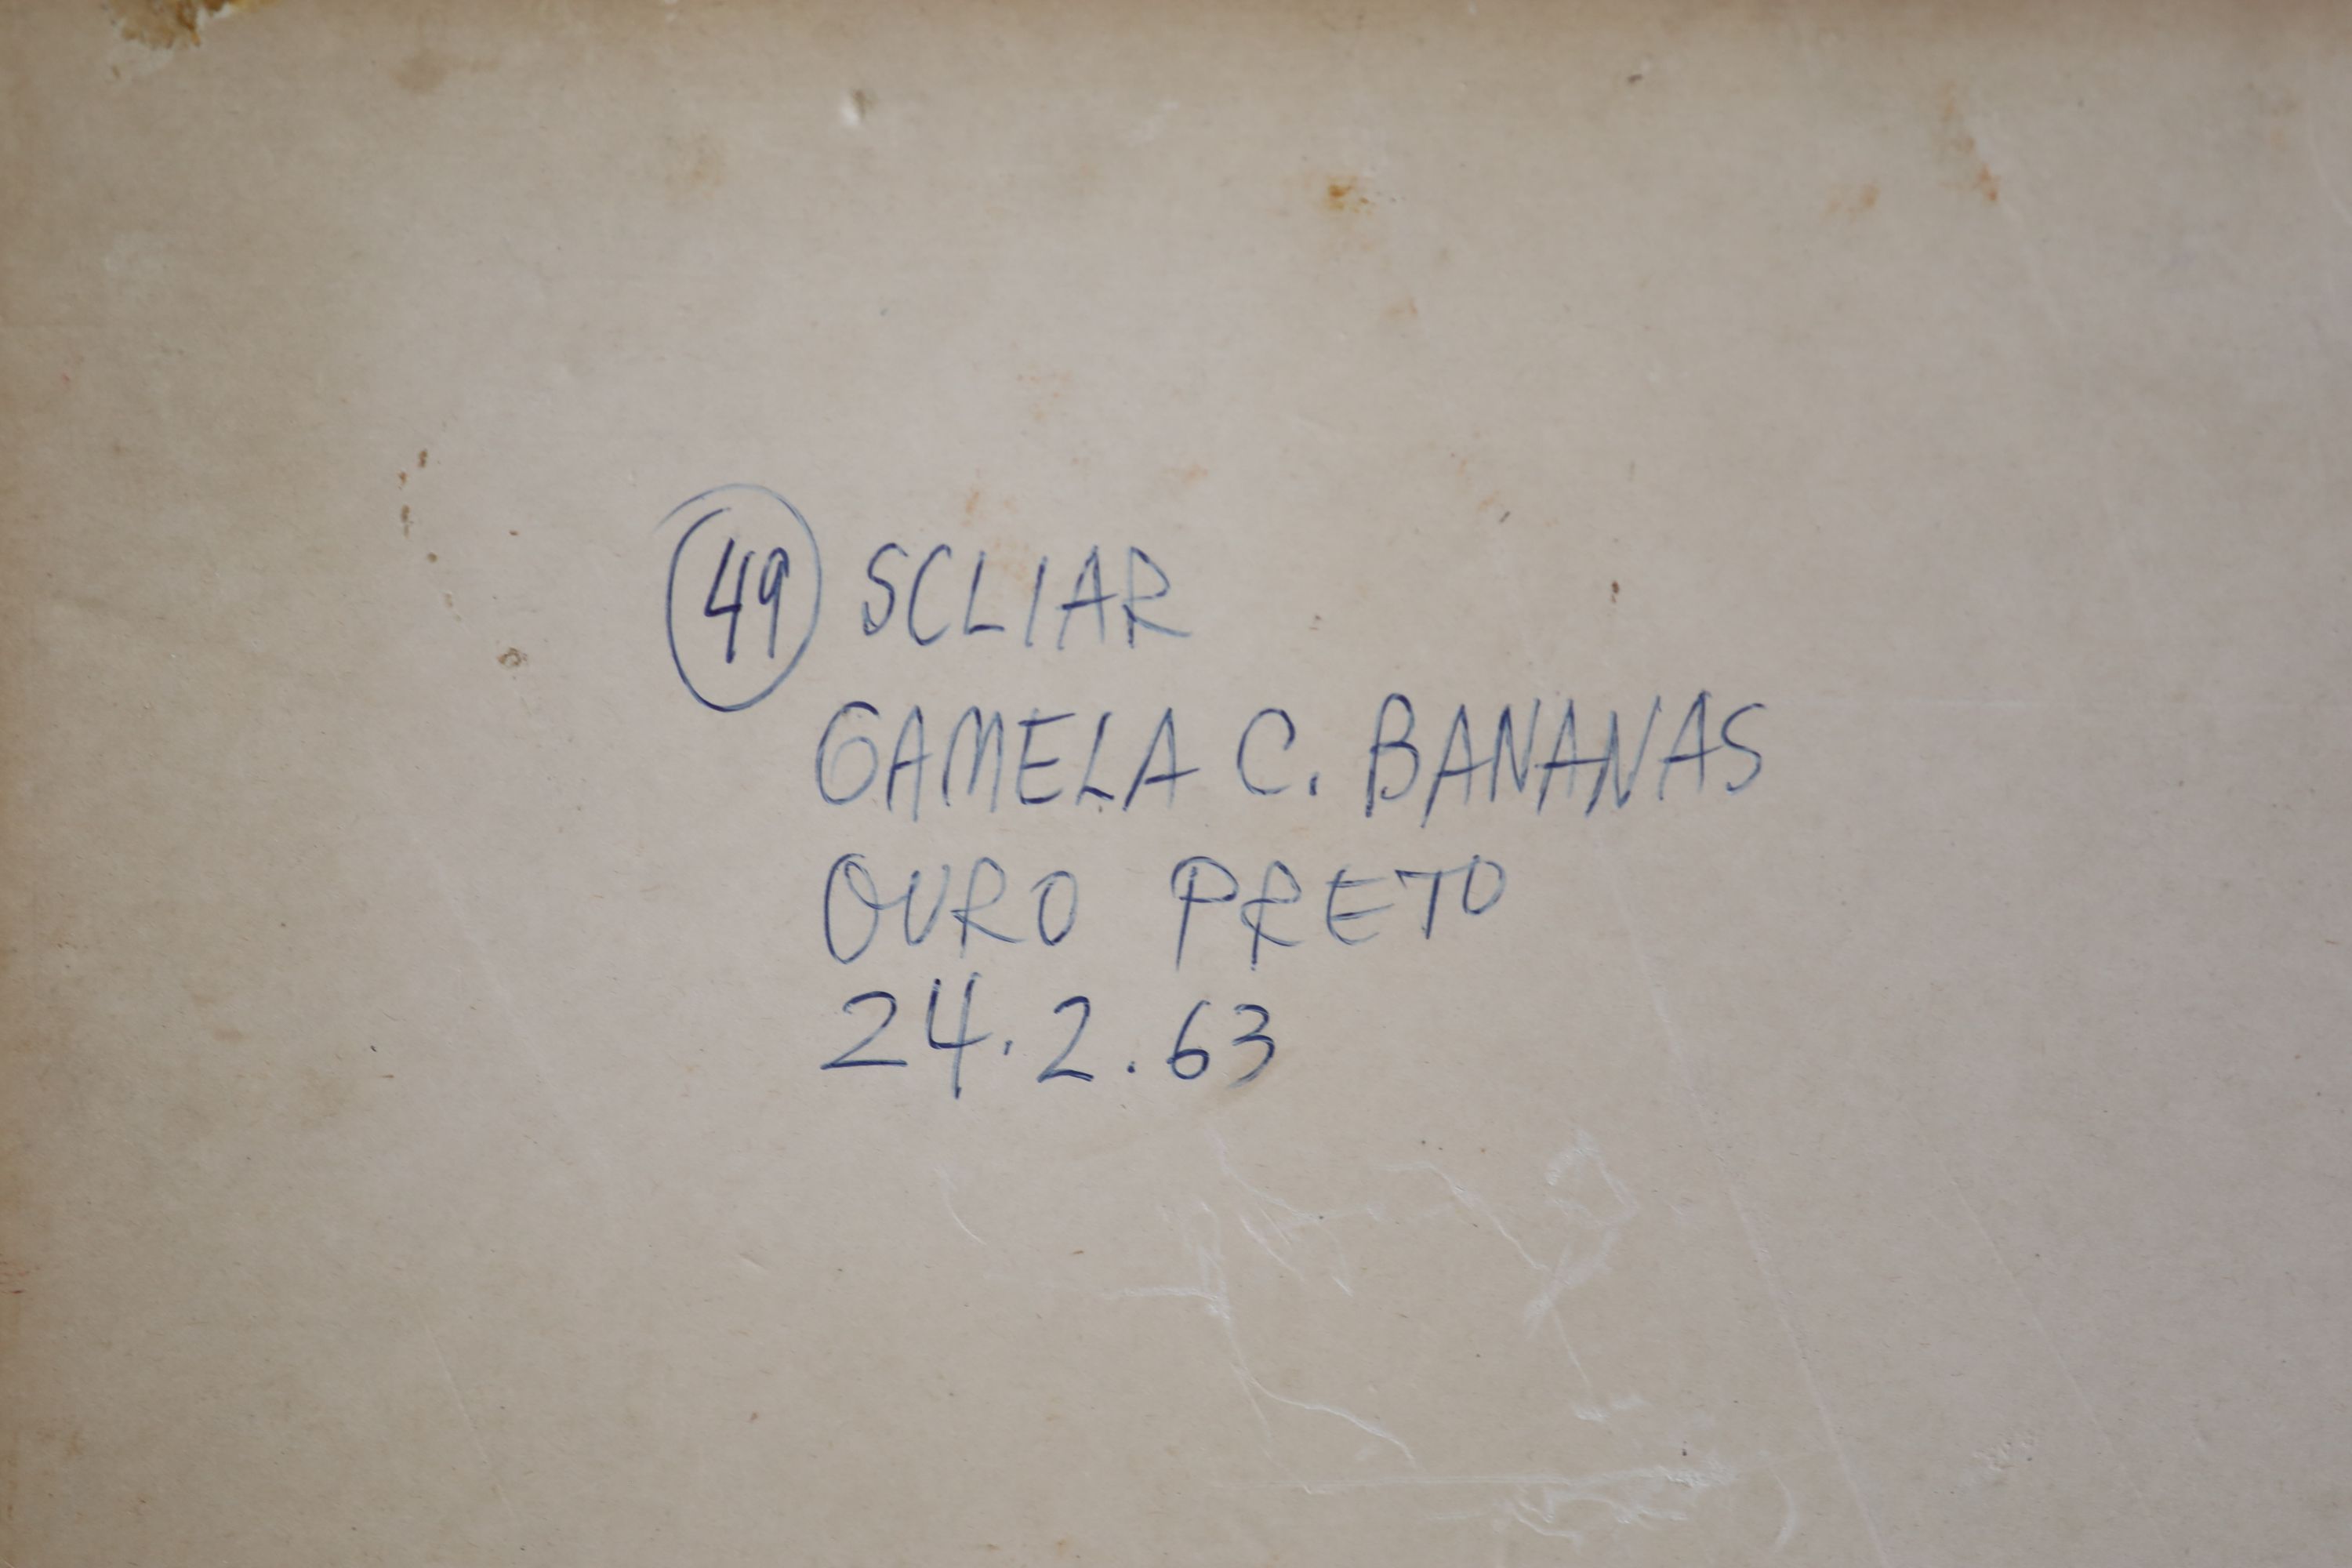 49 SCLIAR
GAMELA C. BANANAS
OURO PRETO
24.2.63